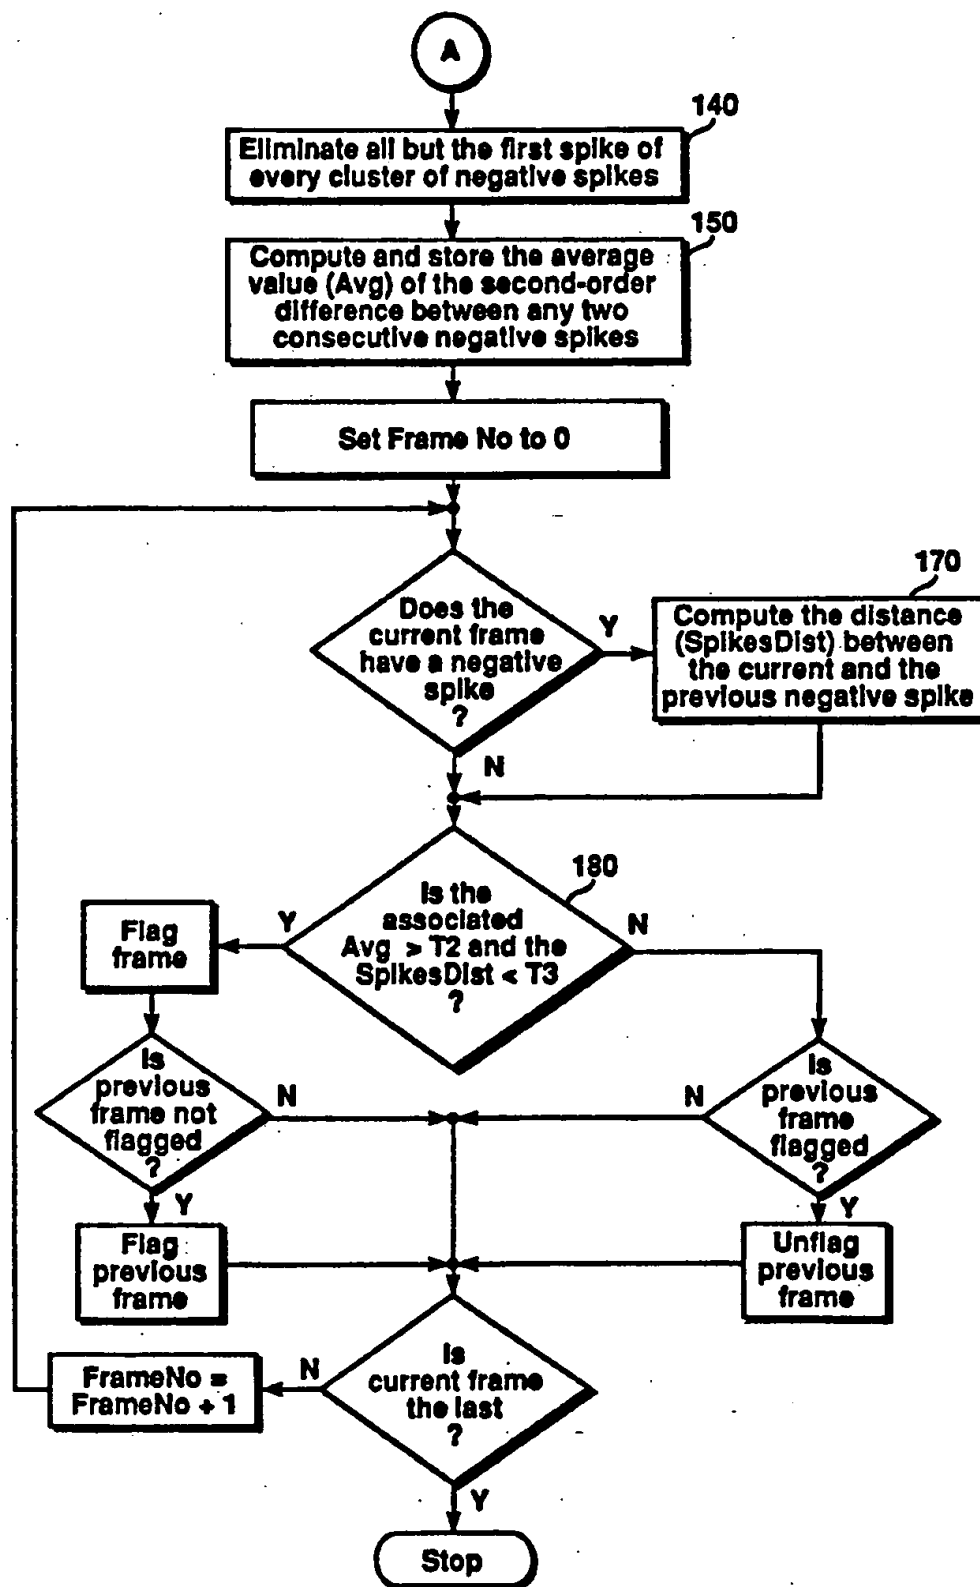 A
140
Eliminate all but the first spike of
every cluster of negative spikes
150
Compute and store the average
value (Avg) of the second-order
difference between any two
consecutive negative spikes
Set Frame No to 0
Does the
current frame
have a negative
spike
?
Y
N
170
Compute the distance
(SpikesDist) between
the current and the
previous negative spike
180
Is the
associated
Avg > T2 and the
SpikesDist < T3
?
Y
N
Flag
frame
Is
previous
frame not
flagged
?
N
Y
Is
previous
frame
flagged
?
N
Y
Flag
previous
frame
Unflag
previous
frame
Is
current frame
the last
?
N
Y
FrameNo =
FrameNo + 1
Stop